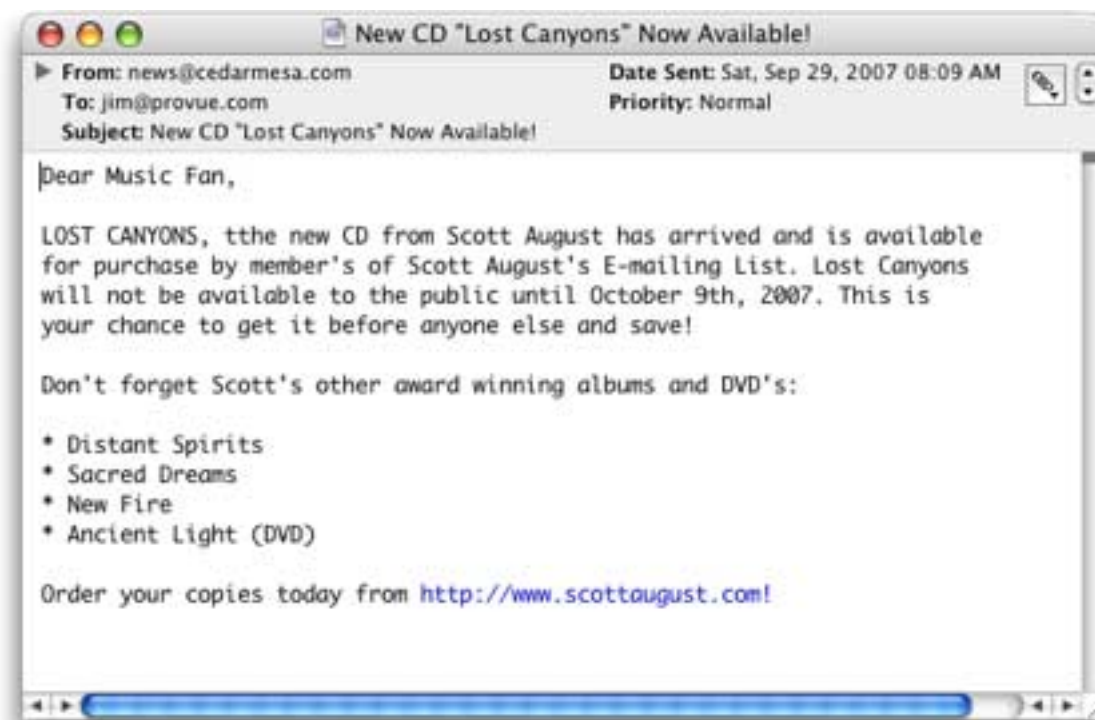 New CD "Lost Canyons" Now Available!
From: news@cedarmesa.com
Date Sent: Sat, Sep 29, 2007 08:09 AM
To: jim@provue.com
Priority: Normal
Subject: New CD "Lost Canyons" Now Available!
Dear Music Fan,
LOST CANYONS, tthe new CD from Scott August has arrived and is available
for purchase by member's of Scott August's E-mailing List. Lost Canyons
will not be available to the public until October 9th, 2007. This is
your chance to get it before anyone else and save!
Don't forget Scott's other award winning albums and DVD's:
* Distant Spirits
* Sacred Dreams
* New Fire
* Ancient Light (DVD)
Order your copies today from http://www.scottaugust.com!